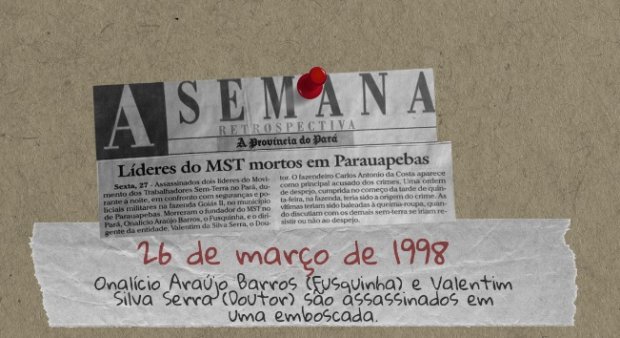 A SEMANA
RETROSPECTIVA
A Província do Pará
Líderes do MST mortos em Parauapebas
Sexta, 27 - Assassinados dois líderes do Movi-
mento dos Trabalhadores Sem-Terra no Pará, du-
rante à noite, em confronto com seguranças e po-
liciais militares na fazenda Goiás II, no município
de Parauapebas. Morreram o fundador do MST no
Pará, Onalício Araújo Barros, o Fusquinha, e o diri-
gente da entidade, Valentim da Silva Serra, o Dou-
tor. O fazendeiro Carlos Antonio da Costa aparece
como principal acusado dos crimes. Uma ordem
de despejo, cumprida no começo da tarde de quin-
ta-feira, na fazenda, teria sido a origem do crime. As
vítimas teriam sido baleadas à queima-roupa, quan-
do discutiam com os demais sem-terra se iriam re-
sistir ou não ao despejo.
26 de março de 1998
Onalício Araújo Barros (Fusquinha) e Valentim
Silva Serra (Doutor) são assassinados em
uma emboscada.